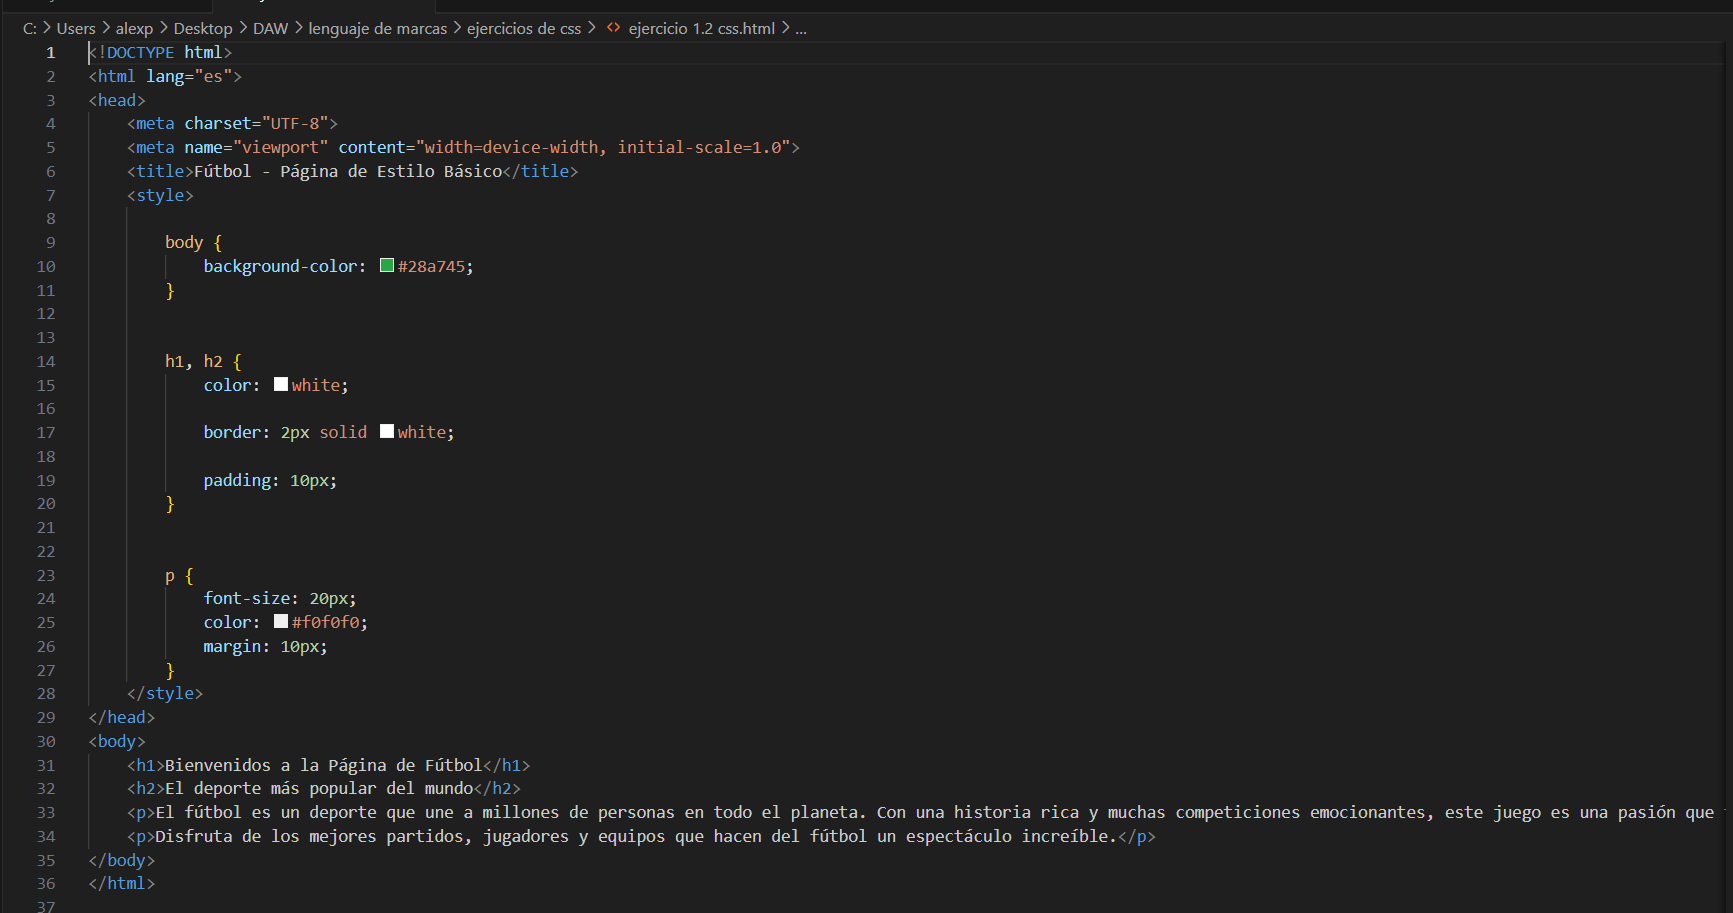 C: > Users > alexp > Desktop > DAW > lenguaje de marcas > ejercicios de css > <> ejercicio 1.2 css.html > ...
1 <!DOCTYPE html>
2 <html lang="es">
3 <head>
4     <meta charset="UTF-8">
5     <meta name="viewport" content="width=device-width, initial-scale=1.0">
6     <title>Fútbol - Página de Estilo Básico</title>
7     <style>
8
9         body {
10             background-color: #28a745;
11         }
12
13
14         h1, h2 {
15             color: white;
16
17             border: 2px solid white;
18
19             padding: 10px;
20         }
21
22
23         p {
24             font-size: 20px;
25             color: #f0f0f0;
26             margin: 10px;
27         }
28     </style>
29 </head>
30 <body>
31     <h1>Bienvenidos a la Página de Fútbol</h1>
32     <h2>El deporte más popular del mundo</h2>
33     <p>El fútbol es un deporte que une a millones de personas en todo el planeta. Con una historia rica y muchas competiciones emocionantes, este juego es una pasión que
34     <p>Disfruta de los mejores partidos, jugadores y equipos que hacen del fútbol un espectáculo increíble.</p>
35 </body>
36 </html>
37